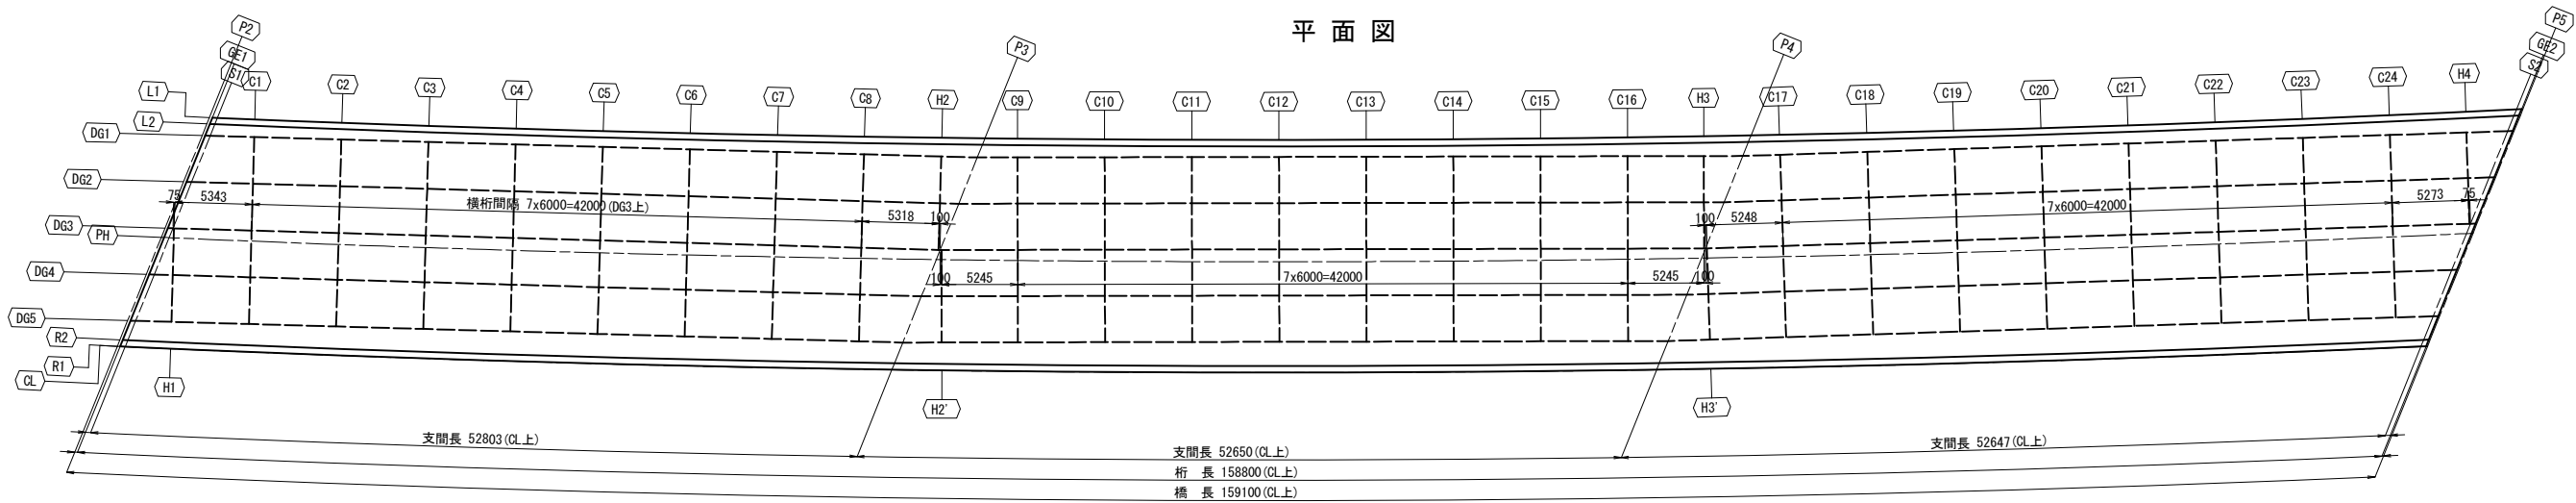 平面図
P2
GE1
S1
C1
C2
C3
C4
C5
C6
C7
C8
H2
P3
C9
C10
C11
C12
C13
C14
C15
C16
H3
P4
C17
C18
C19
C20
C21
C22
C23
C24
H4
P5
GE2
S2
L1
L2
DG1
DG2
DG3
PH
DG4
DG5
R2
R1
CL
75
5343
横桁間隔 7x6000=42000(DG3上)
5318
100
100
5248
7x6000=42000
5273
75
100
5245
7x6000=42000
5245
100
H1
H2'
H3'
支間長 52803(CL上)
支間長 52650(CL上)
支間長 52647(CL上)
桁 長 158800(CL上)
橋 長 159100(CL上)